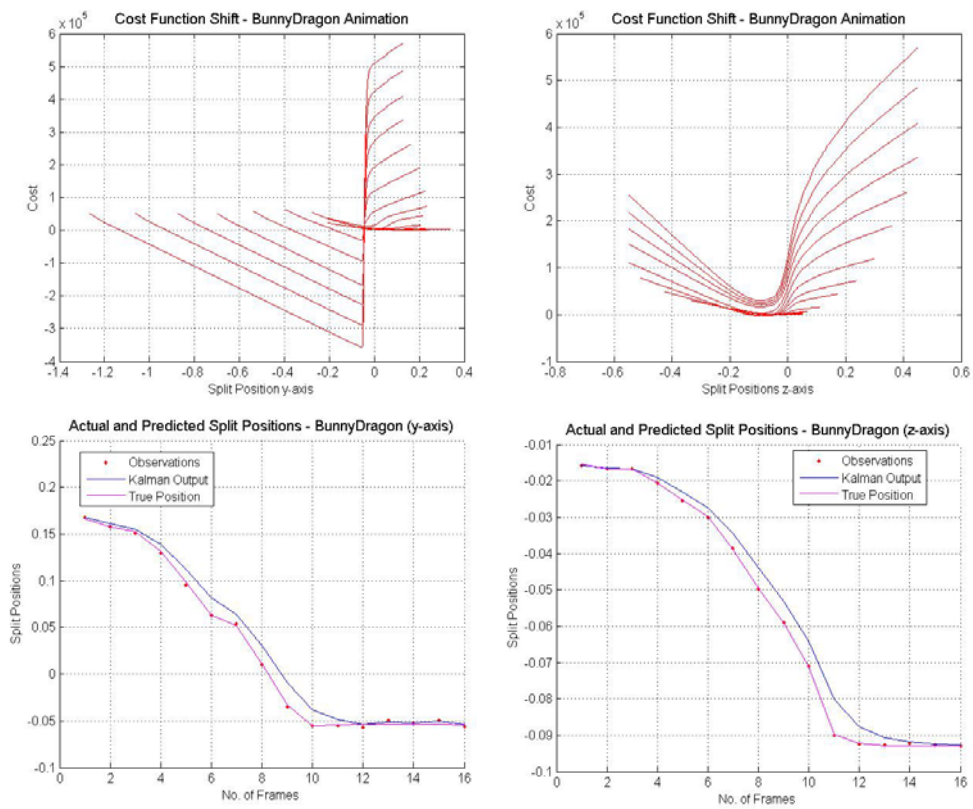 Cost Function Shift - BunnyDragon Animation
x 10^5
6
5
4
3
2
1
0
-1
-2
-3
-4
Cost
-1.4 -1.2 -1 -0.8 -0.6 -0.4 -0.2 0 0.2 0.4
Split Position y-axis
Cost Function Shift - BunnyDragon Animation
x 10^5
6
5
4
3
2
1
0
-1
Cost
-0.8 -0.6 -0.4 -0.2 0 0.2 0.4 0.6
Split Positions z-axis
Actual and Predicted Split Positions - BunnyDragon (y-axis)
0.25
0.2
0.15
0.1
0.05
0
-0.05
-0.1
Split Positions
Observations
Kalman Output
True Position
0 2 4 6 8 10 12 14 16
No. of Frames
Actual and Predicted Split Positions - BunnyDragon (z-axis)
-0.01
-0.02
-0.03
-0.04
-0.05
-0.06
-0.07
-0.08
-0.09
-0.1
Split Positions
Observations
Kalman Output
True Position
0 2 4 6 8 10 12 14 16
No. of Frames